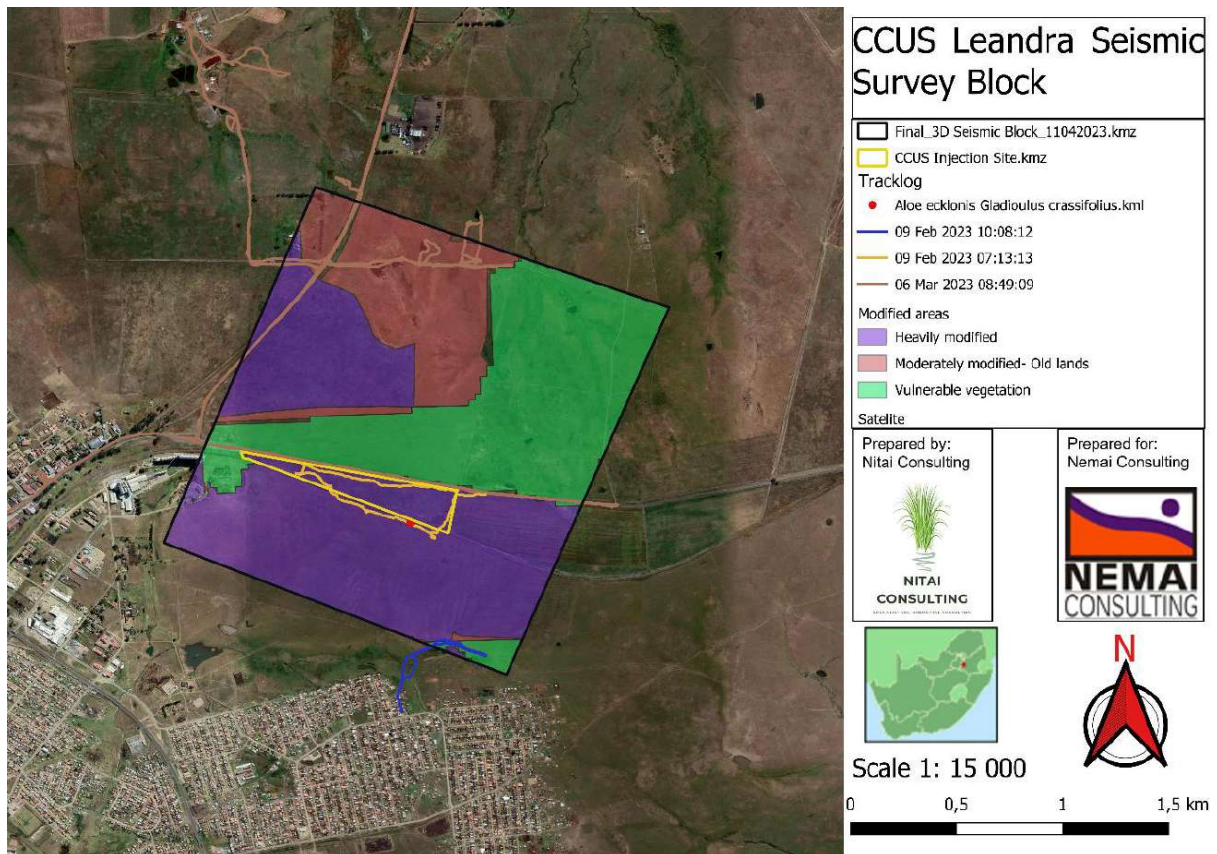 CCUS Leandra Seismic
Survey Block
Final_3D Seismic Block_11042023.kmz
CCUS Injection Site.kmz
Tracklog
Aloe ecklonis Gladioulus crassifolius.kml
09 Feb 2023 10:08:12
09 Feb 2023 07:13:13
06 Mar 2023 08:49:09
Modified areas
Heavily modified
Moderately modified- Old lands
Vulnerable vegetation
Satelite
Prepared by:
Nitai Consulting
NITAI
CONSULTING
Prepared for:
Nemai Consulting
NEMAI
CONSULTING
N
Scale 1: 15 000
0 0,5 1 1,5 km